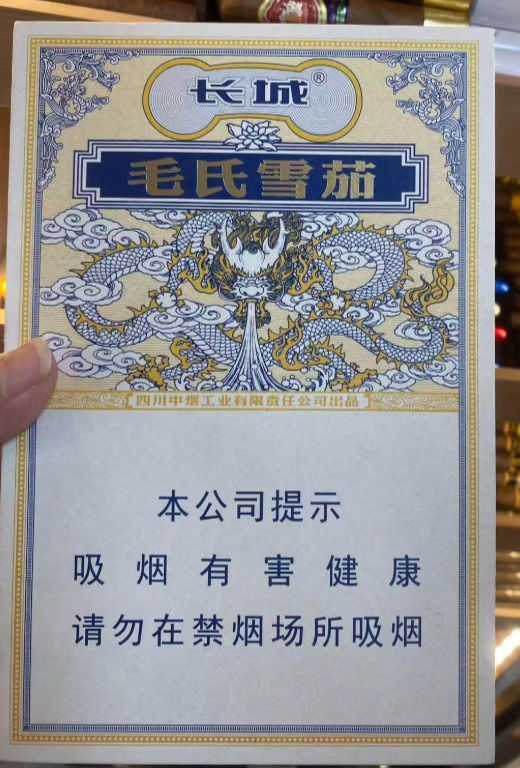 长城®
毛氏雪茄
四川中烟工业有限责任公司出品
本公司提示
吸烟有害健康
请勿在禁烟场所吸烟